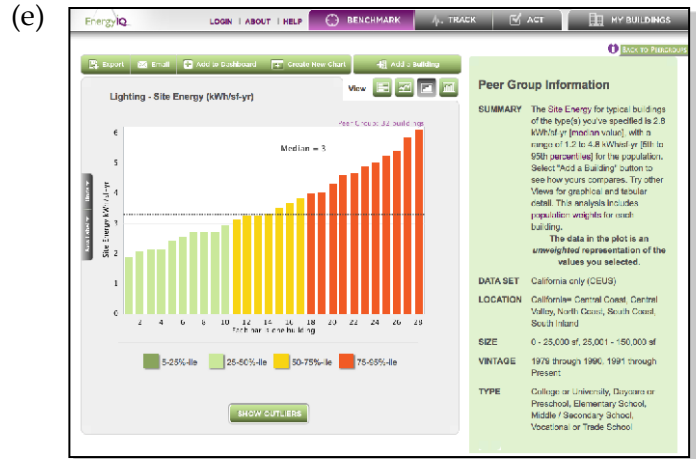 (e)
EnergyIQ
LOGIN | ABOUT | HELP
BENCHMARK
TRACK
ACT
MY BUILDINGS
BACK TO PEERGROUPS
Export
Email
Add to Dashboard
Create New Chart
Add a Building
Lighting - Site Energy (kWh/sf-yr)
View
Peer Group: 32 buildings
Median = 3
6
5
4
3
2
1
0
Site Energy kWh/sf-yr
2 4 6 8 10 12 14 16 18 20 22 24 26 28
Each bar is one building
5-25%-ile
25-50%-ile
50-75%-ile
75-95%-ile
SHOW OUTLIERS
Peer Group Information
SUMMARY
The Site Energy for typical buildings
of the type(s) you've specified is 2.8
kWh/sf-yr [median value], with a
range of 1.2 to 4.8 kWh/sf-yr [5th to
95th percentiles] for the population.
Select "Add a Building" button to
see how yours compares. Try other
Views for graphical and tabular
detail. This analysis includes
population weights for each
building.
The data in the plot is an
unweighted representation of the
values you selected.
DATA SET
California only (CEUS)
LOCATION
California= Central Coast, Central
Valley, North Coast, South Coast,
South Inland
SIZE
0 - 25,000 sf, 25,001 - 150,000 sf
VINTAGE
1979 through 1990, 1991 through
Present
TYPE
College or University, Daycare or
Preschool, Elementary School,
Middle / Secondary School,
Vocational or Trade School